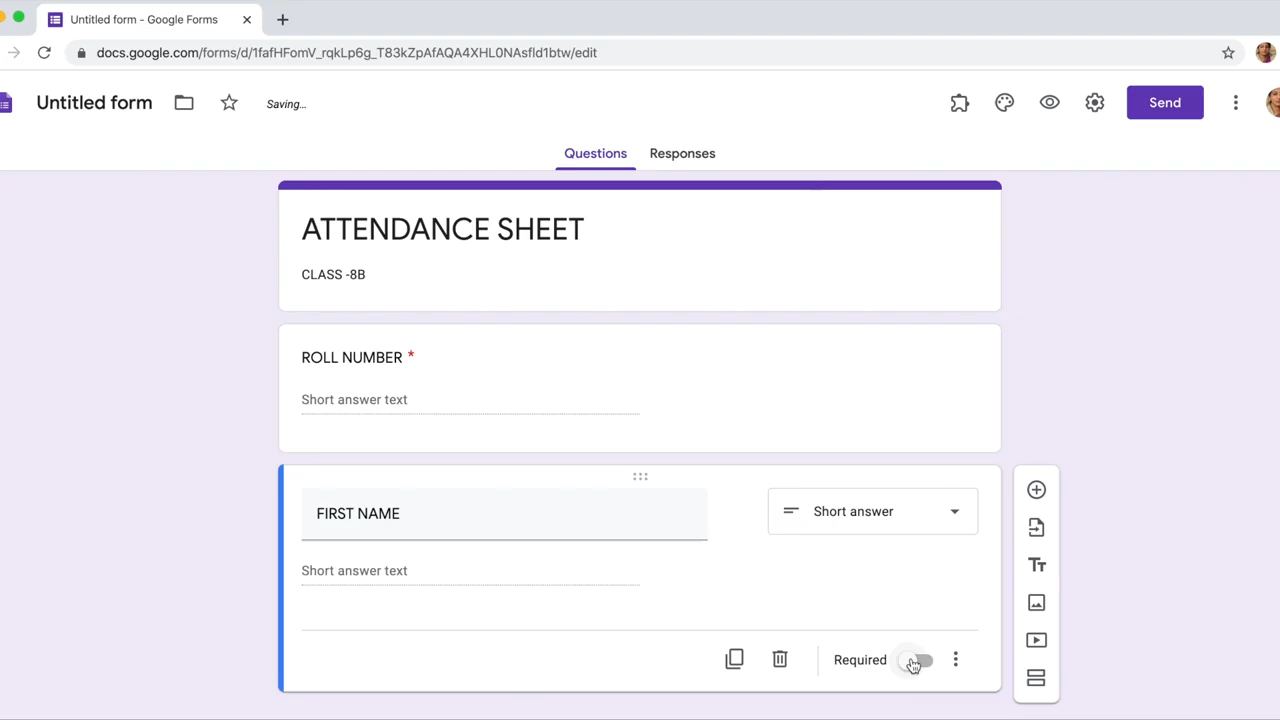 Untitled form - Google Forms
docs.google.com/forms/d/1fafHFomV_rqkLp6g_T83kZpAfAQA4XHL0NAsfld1btw/edit
Untitled form
Saving...
Send
Questions
Responses
ATTENDANCE SHEET
CLASS -8B
ROLL NUMBER *
Short answer text
FIRST NAME
Short answer
Short answer text
Required